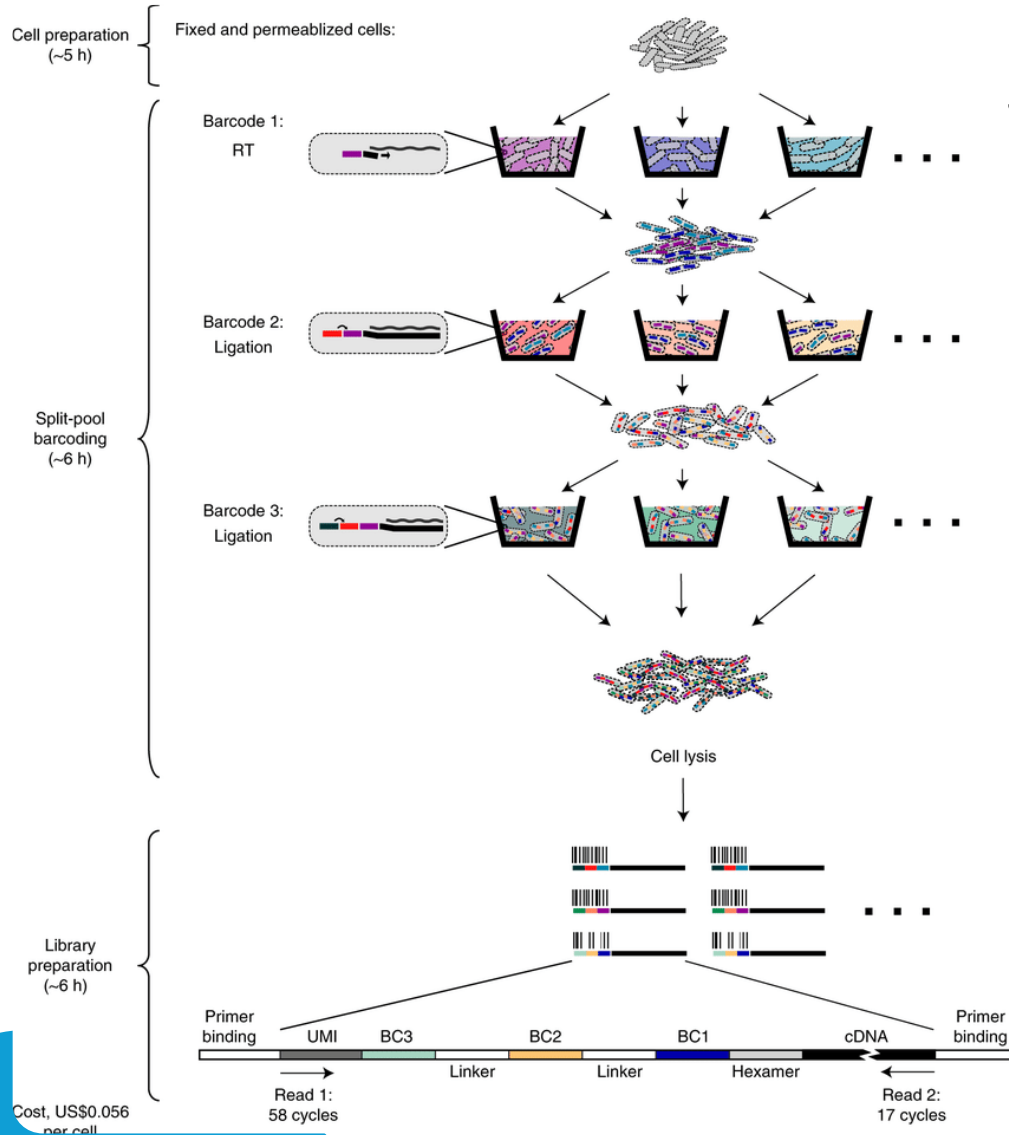 Cell preparation
(~5 h)
Fixed and permeablized cells:
Barcode 1:
RT
Barcode 2:
Ligation
Split-pool
barcoding
(~6 h)
Barcode 3:
Ligation
Cell lysis
Library
preparation
(~6 h)
Primer
binding
UMI
BC3
BC2
BC1
cDNA
Primer
binding
Linker
Linker
Hexamer
Read 1:
58 cycles
Read 2:
17 cycles
Cost, US$0.056
per cell